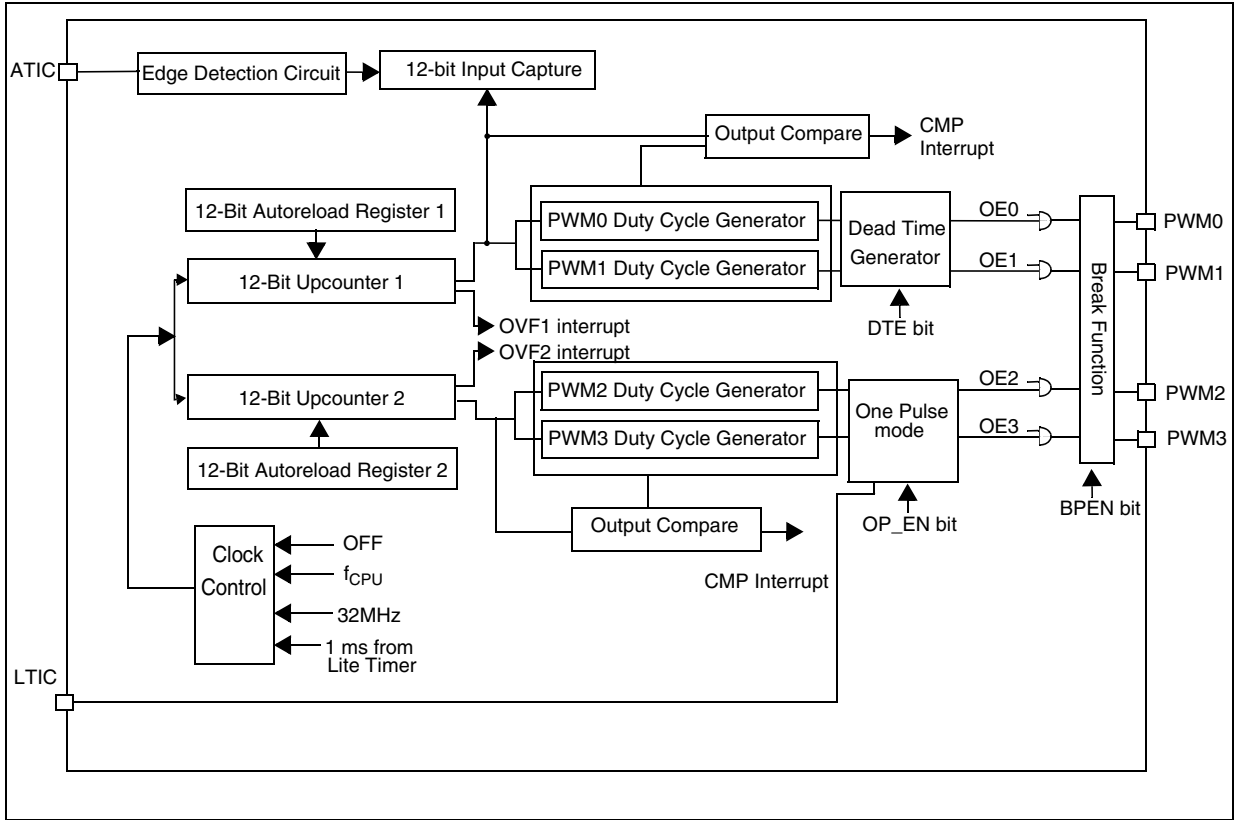 ATIC
Edge Detection Circuit
12-bit Input Capture
Output Compare
CMP
Interrupt
12-Bit Autoreload Register 1
PWM0 Duty Cycle Generator
PWM1 Duty Cycle Generator
Dead Time
Generator
OE0
OE1
PWM0
PWM1
12-Bit Upcounter 1
OVF1 interrupt
OVF2 interrupt
DTE bit
Break Function
12-Bit Upcounter 2
PWM2 Duty Cycle Generator
PWM3 Duty Cycle Generator
One Pulse
mode
OE2
OE3
PWM2
PWM3
12-Bit Autoreload Register 2
BPEN bit
OP_EN bit
Output Compare
CMP Interrupt
Clock
Control
OFF
fCPU
32MHz
1 ms from
Lite Timer
LTIC